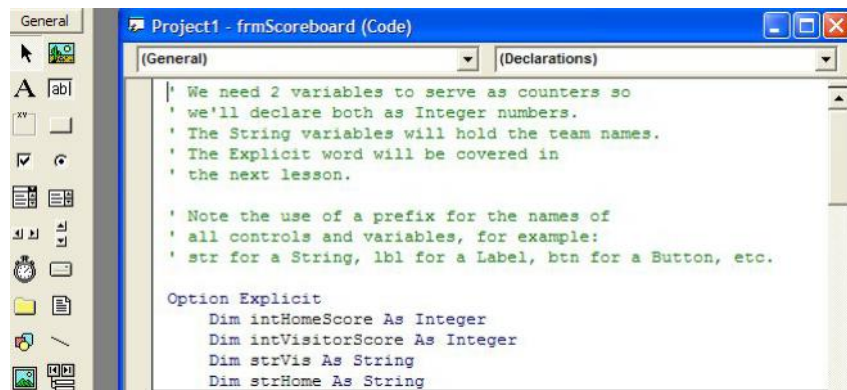 General
Project1 - frmScoreboard (Code)
(General)
(Declarations)
A
ab|
xv
' We need 2 variables to serve as counters so
' we'll declare both as Integer numbers.
' The String variables will hold the team names.
' The Explicit word will be covered in
' the next lesson.
' Note the use of a prefix for the names of
' all controls and variables, for example:
' str for a String, lbl for a Label, btn for a Button, etc.
Option Explicit
Dim intHomeScore As Integer
Dim intVisitorScore As Integer
Dim strVis As String
Dim strHome As String